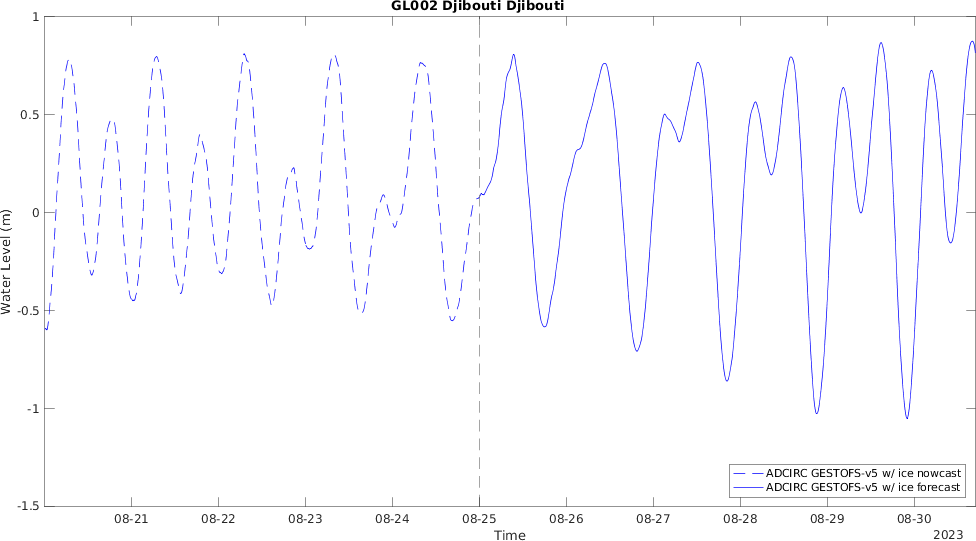 GL002 Djibouti Djibouti
1
0.5
0
-0.5
-1
-1.5
Water Level (m)
08-21 08-22 08-23 08-24 08-25 08-26 08-27 08-28 08-29 08-30
Time
2023
ADCIRC GESTOFS-v5 w/ ice nowcast
ADCIRC GESTOFS-v5 w/ ice forecast